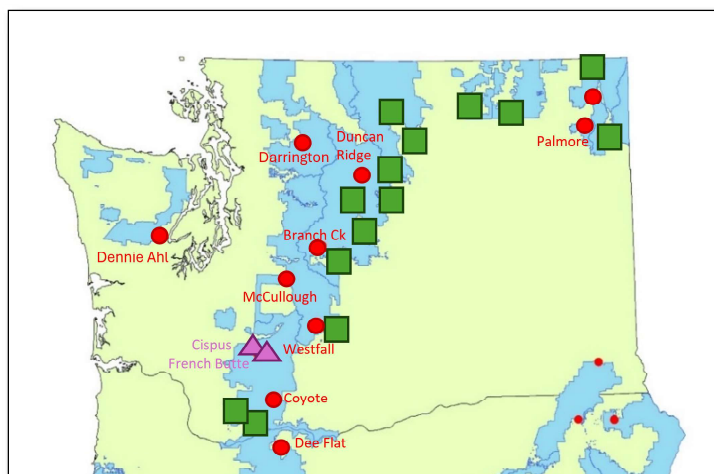 Duncan
Ridge
Darrington
Palmore
Branch Ck
Dennie Ahl
McCullough
Cispus
French Butte
Westfall
Coyote
Dee Flat